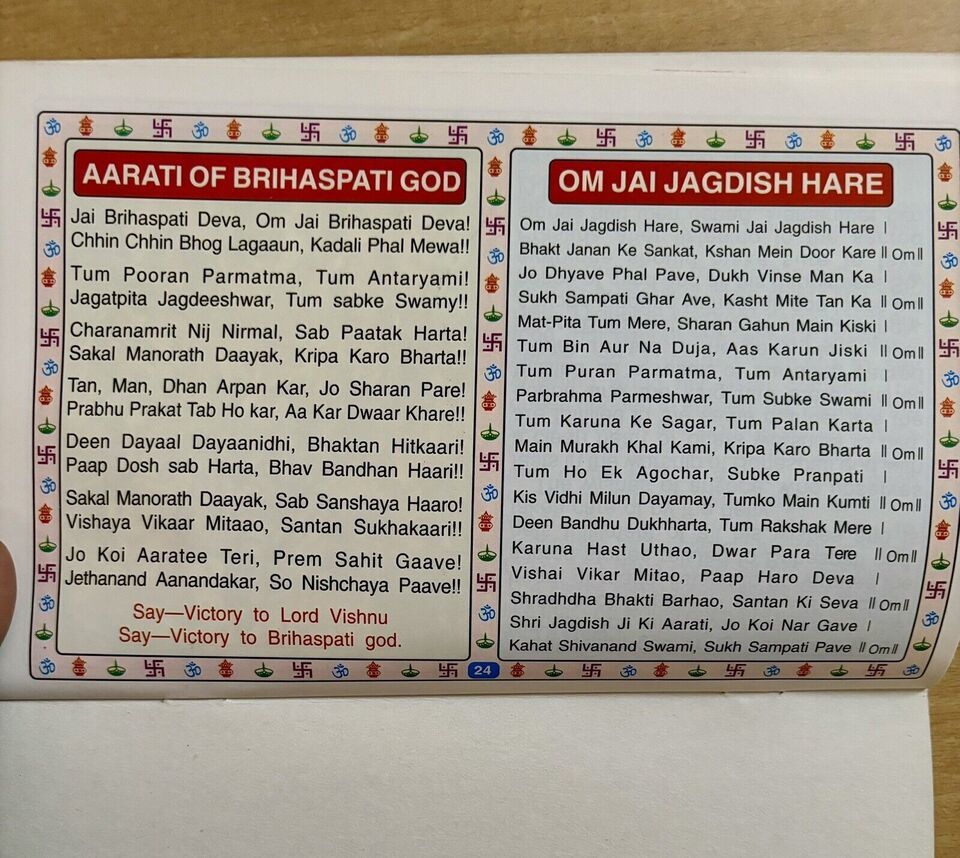 AARATI OF BRIHASPATI GOD
Jai Brihaspati Deva, Om Jai Brihaspati Deva!
Chhin Chhin Bhog Lagaaun, Kadali Phal Mewa!!
Tum Pooran Parmatma, Tum Antaryami!
Jagatpita Jagdeeshwar, Tum sabke Swamy!!
Charanamrit Nij Nirmal, Sab Paatak Harta!
Sakal Manorath Daayak, Kripa Karo Bharta!!
Tan, Man, Dhan Arpan Kar, Jo Sharan Pare!
Prabhu Prakat Tab Ho kar, Aa Kar Dwaar Khare!!
Deen Dayaal Dayaanidhi, Bhaktan Hitkaari!
Paap Dosh sab Harta, Bhav Bandhan Haari!!
Sakal Manorath Daayak, Sab Sanshaya Haaro!
Vishaya Vikaar Mitaao, Santan Sukhakaari!!
Jo Koi Aaratee Teri, Prem Sahit Gaave!
Jethanand Aanandakar, So Nishchaya Paave!!
Say—Victory to Lord Vishnu
Say—Victory to Brihaspati god.
OM JAI JAGDISH HARE
Om Jai Jagdish Hare, Swami Jai Jagdish Hare |
Bhakt Janan Ke Sankat, Kshan Mein Door Kare || Om ||
Jo Dhyave Phal Pave, Dukh Vinse Man Ka |
Sukh Sampati Ghar Ave, Kasht Mite Tan Ka || Om ||
Mat-Pita Tum Mere, Sharan Gahun Main Kiski |
Tum Bin Aur Na Duja, Aas Karun Jiski || Om ||
Tum Puran Parmatma, Tum Antaryami |
Parbrahma Parmeshwar, Tum Subke Swami || Om ||
Tum Karuna Ke Sagar, Tum Palan Karta |
Main Murakh Khal Kami, Kripa Karo Bharta || Om ||
Tum Ho Ek Agochar, Subke Pranpati |
Kis Vidhi Milun Dayamay, Tumko Main Kumti || Om ||
Deen Bandhu Dukhharta, Tum Rakshak Mere |
Karuna Hast Uthao, Dwar Para Tere || Om ||
Vishai Vikar Mitao, Paap Haro Deva |
Shradhdha Bhakti Barhao, Santan Ki Seva || Om ||
Shri Jagdish Ji Ki Aarati, Jo Koi Nar Gave |
Kahat Shivanand Swami, Sukh Sampati Pave || Om ||
24